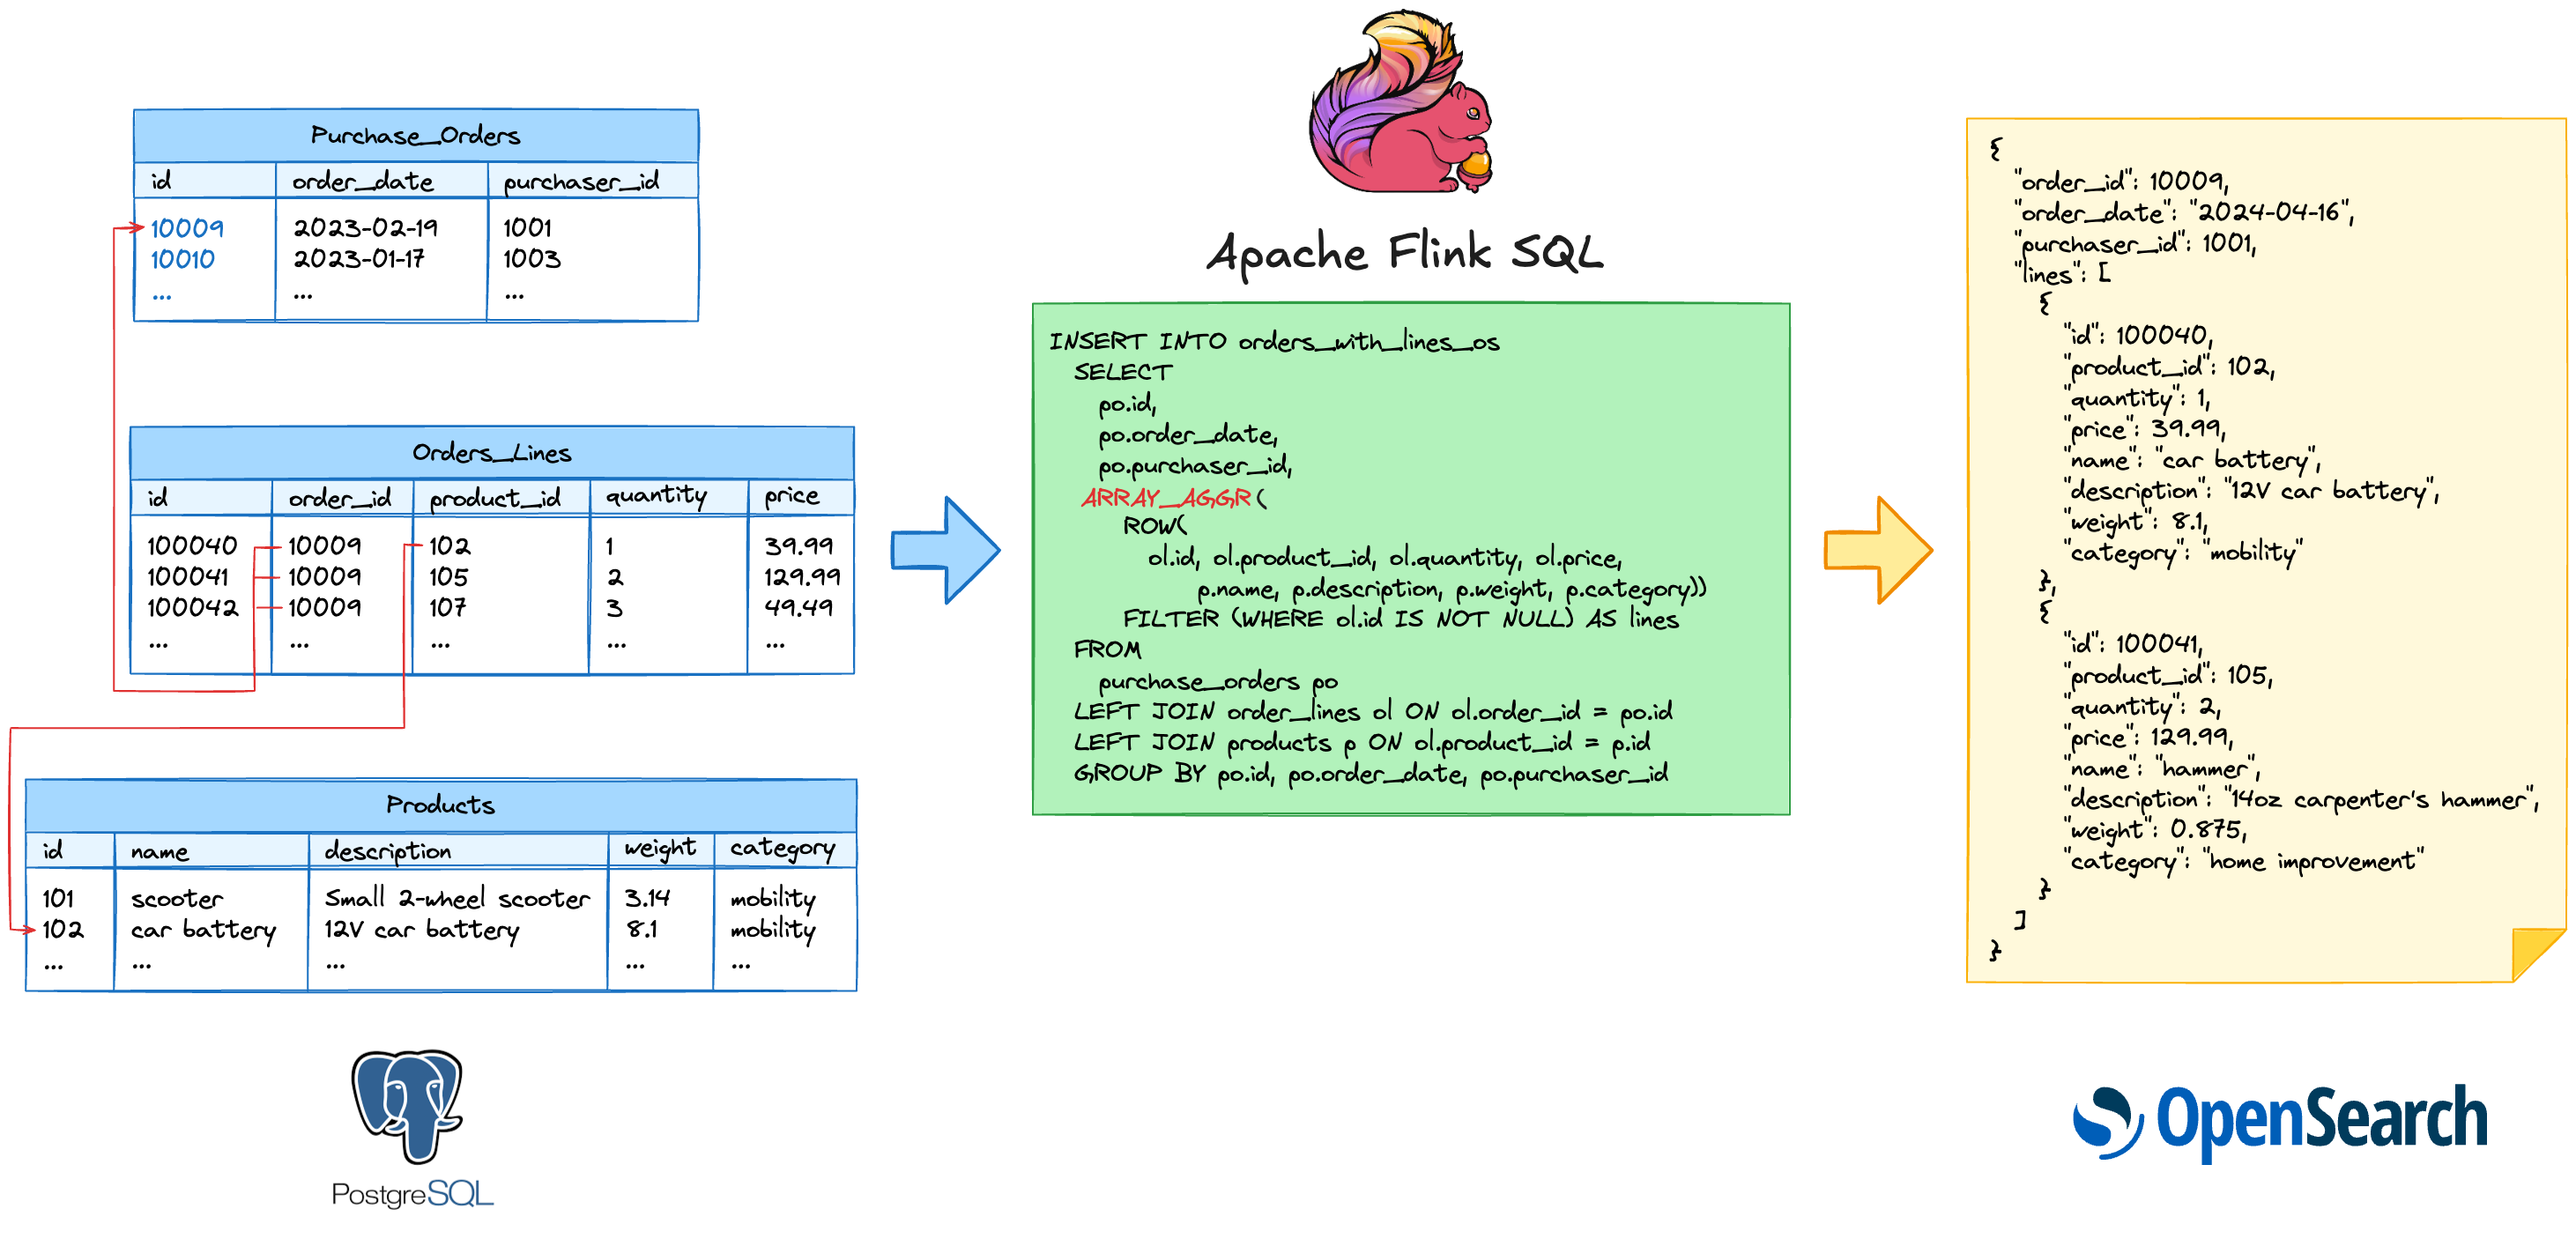 Purchase_Orders
id order_date purchaser_id
10009 2023-02-19 1001
10010 2023-01-17 1003
... ... ...
Orders_Lines
id order_id product_id quantity price
100040 10009 102 1 39.99
100041 10009 105 2 129.99
100042 10009 107 3 49.49
... ... ... ... ...
Products
id name description weight category
101 scooter Small 2-wheel scooter 3.14 mobility
102 car battery 12V car battery 8.1 mobility
... ... ... ... ...
PostgreSQL
Apache Flink SQL
INSERT INTO orders_with_lines_os
SELECT
po.id,
po.order_date,
po.purchaser_id,
ARRAY_AGGR(
ROW(
ol.id, ol.product_id, ol.quantity, ol.price,
p.name, p.description, p.weight, p.category))
FILTER (WHERE ol.id IS NOT NULL) AS lines
FROM
purchase_orders po
LEFT JOIN order_lines ol ON ol.order_id = po.id
LEFT JOIN products p ON ol.product_id = p.id
GROUP BY po.id, po.order_date, po.purchaser_id
{
"order_id": 10009,
"order_date": "2024-04-16",
"purchaser_id": 1001,
"lines": [
{
"id": 100040,
"product_id": 102,
"quantity": 1,
"price": 39.99,
"name": "car battery",
"description": "12V car battery",
"weight": 8.1,
"category": "mobility"
},
{
"id": 100041,
"product_id": 105,
"quantity": 2,
"price": 129.99,
"name": "hammer",
"description": "14oz carpenter's hammer",
"weight": 0.875,
"category": "home improvement"
}
]
}
OpenSearch